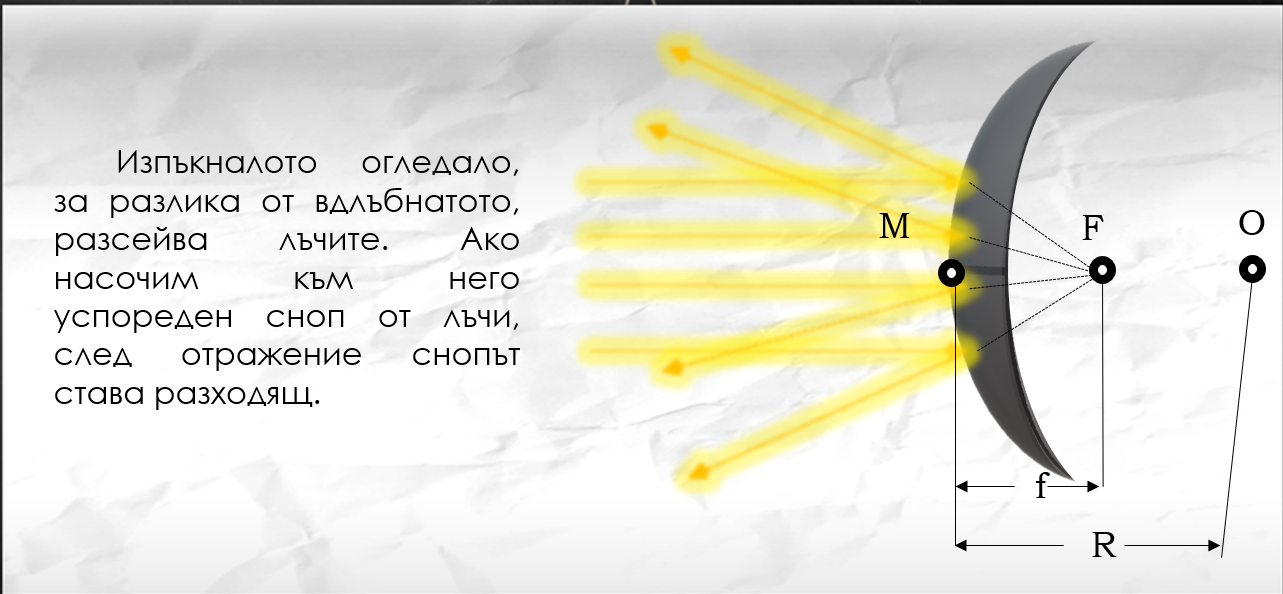 Изпъкналото огледало,
за разлика от вдлъбнатото,
разсейва лъчите. Ако
насочим към него
успореден сноп от лъчи,
след отражение снопът
става разходящ.
M
F
O
f
R